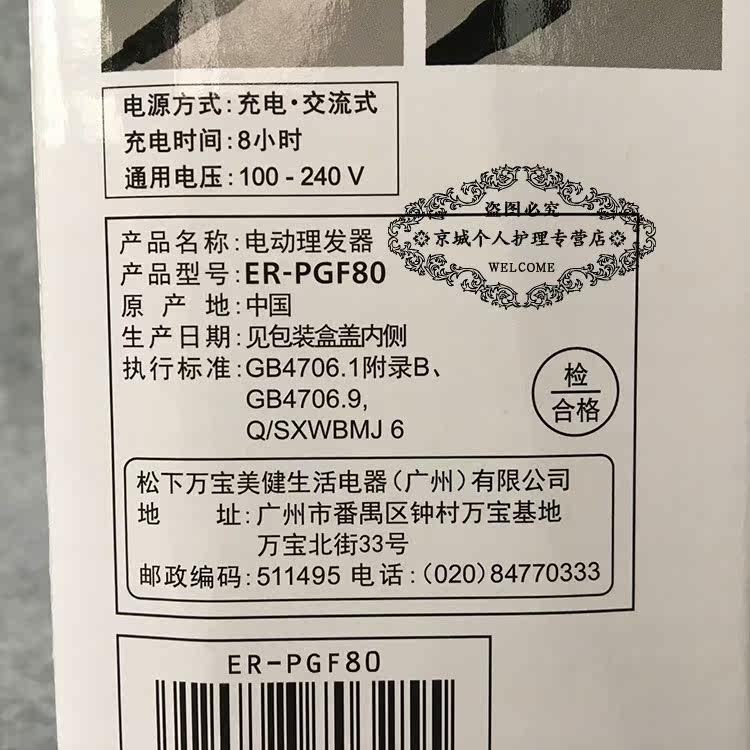 电源方式:充电·交流式
充电时间:8小时
通用电压:100 - 240 V
盗图必究
京城个人护理专营店
WELCOME
产品名称:电动理发器
产品型号:ER-PGF80
原产地:中国
生产日期:见包装盒盖内侧
执行标准:GB4706.1附录B、
GB4706.9,
Q/SXWBMJ 6
检
合格
松下万宝美健生活电器(广州)有限公司
地址:广州市番禺区钟村万宝基地
万宝北街33号
邮政编码:511495 电话:(020)84770333
ER-PGF80